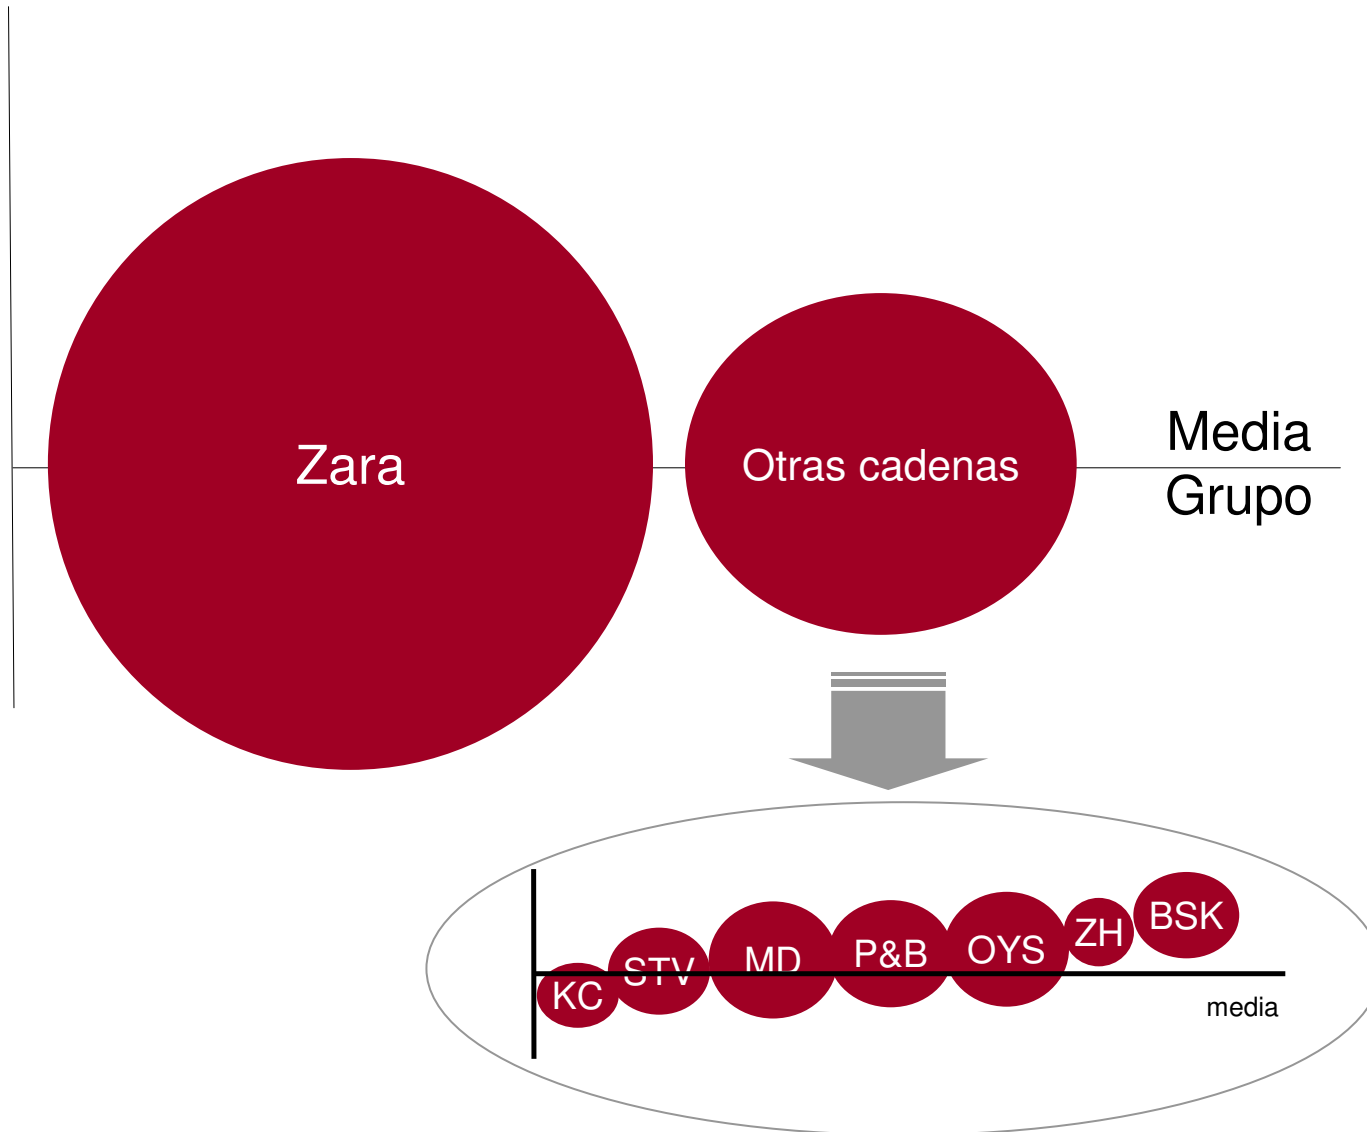 Zara
Otras cadenas
Media
Grupo
KC
STV
MD
P&B
OYS
ZH
BSK
media